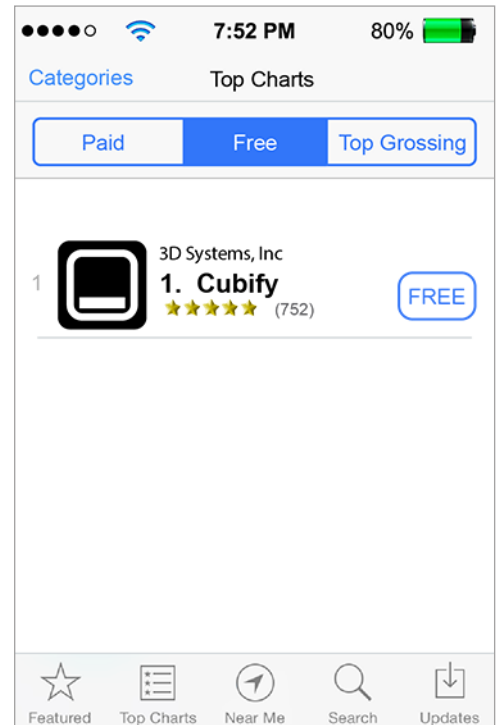 7:52 PM 80%
Categories Top Charts
Paid Free Top Grossing
3D Systems, Inc
1 1. Cubify
(752)
FREE
Featured Top Charts Near Me Search Updates